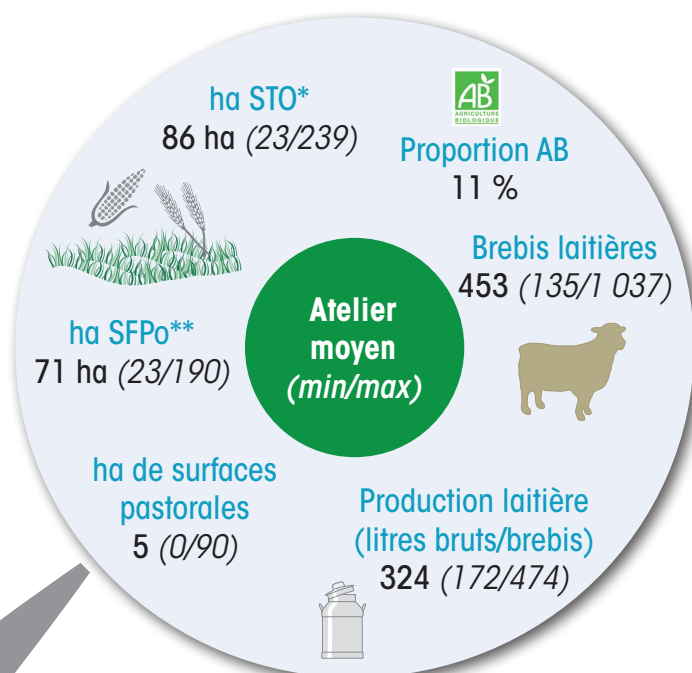 ha STO*
86 ha (23/239)
AB
AGRICULTURE
BIOLOGIQUE
Proportion AB
11 %
Brebis laitières
453 (135/1 037)
Atelier
moyen
(min/max)
ha SFPo**
71 ha (23/190)
ha de surfaces
pastorales
5 (0/90)
Production laitière
(litres bruts/brebis)
324 (172/474)